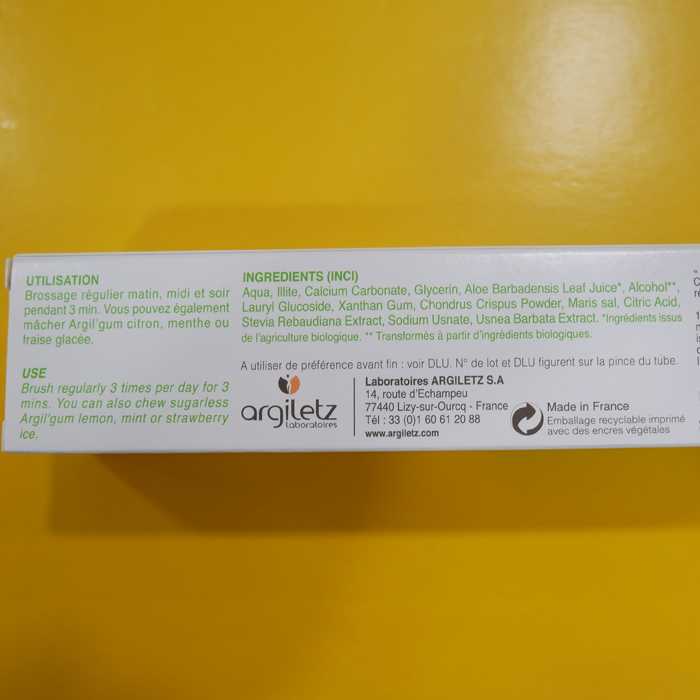 UTILISATION
Brossage régulier matin, midi et soir
pendant 3 min. Vous pouvez également
mâcher Argil'gum citron, menthe ou
fraise glacée.
USE
Brush regularly 3 times per day for 3
mins. You can also chew sugarless
Argil'gum lemon, mint or strawberry
ice.
INGREDIENTS (INCI)
Aqua, Illite, Calcium Carbonate, Glycerin, Aloe Barbadensis Leaf Juice*, Alcohol**,
Lauryl Glucoside, Xanthan Gum, Chondrus Crispus Powder, Maris sal, Citric Acid,
Stevia Rebaudiana Extract, Sodium Usnate, Usnea Barbata Extract. *Ingrédients issus
de l'agriculture biologique. ** Transformés à partir d'ingrédients biologiques.
A utiliser de préférence avant fin : voir DLU. N° de lot et DLU figurent sur la pince du tube.
argiletz
laboratoires
Laboratoires ARGILETZ S.A
14, route d'Echampeu
77440 Lizy-sur-Ourcq - France
Tél : 33 (0)1 60 61 20 88
www.argiletz.com
Made in France
Emballage recyclable imprimé
avec des encres végétales